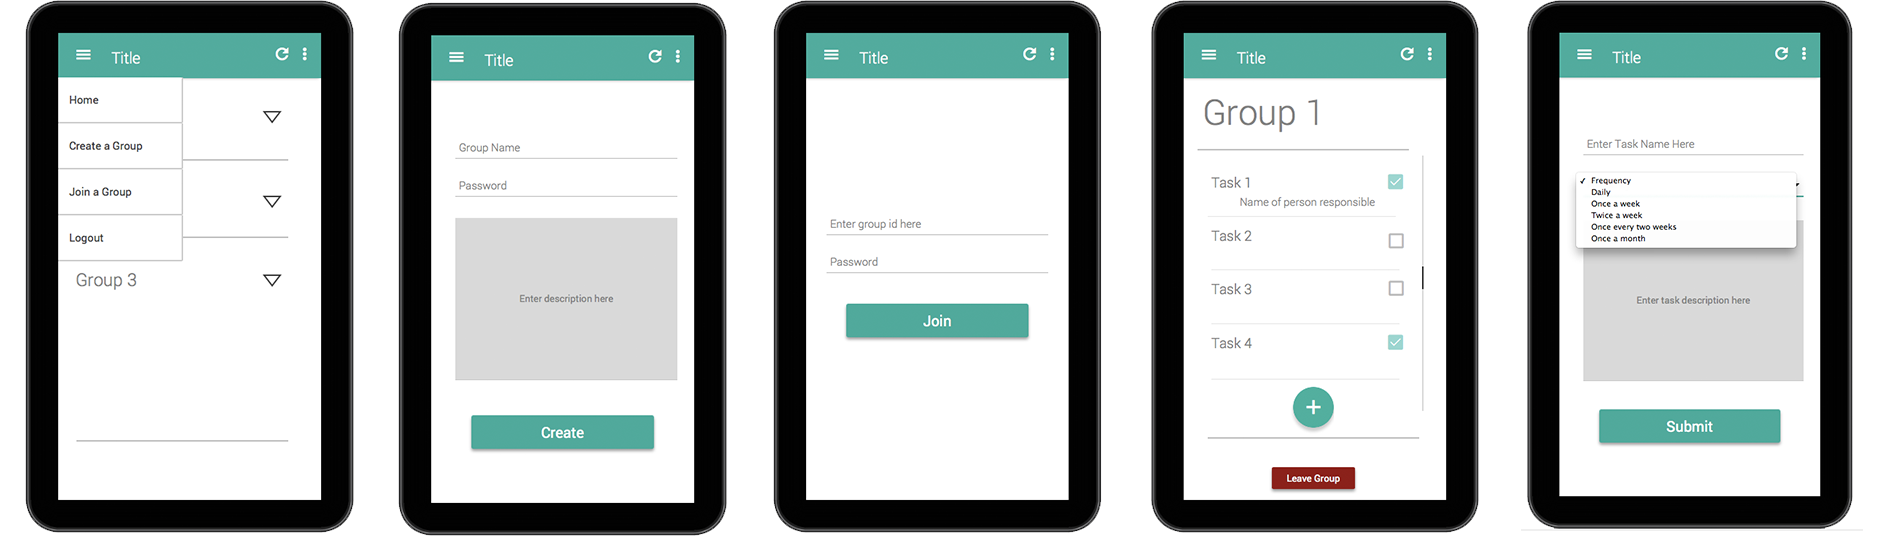 Title
Home
Create a Group
Join a Group
Logout
Group 3
Title
Group Name
Password
Enter description here
Create
Title
Enter group id here
Password
Join
Title
Group 1
Task 1
Name of person responsible
Task 2
Task 3
Task 4
Leave Group
Title
Enter Task Name Here
Frequency
Daily
Once a week
Twice a week
Once every two weeks
Once a month
Enter task description here
Submit